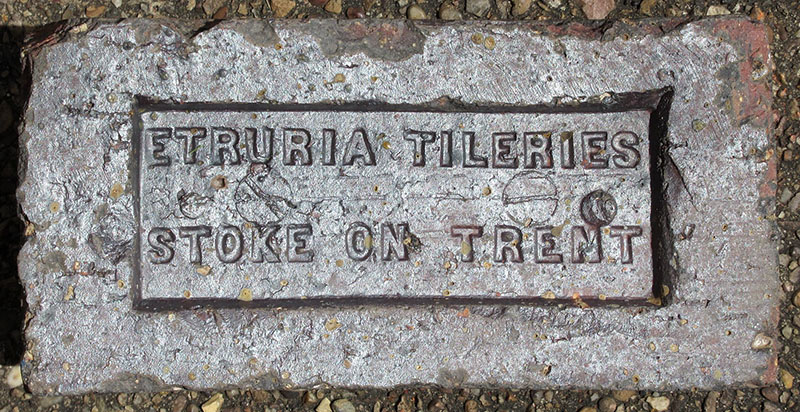 ETRURIA TILERIES
STOKE ON TRENT